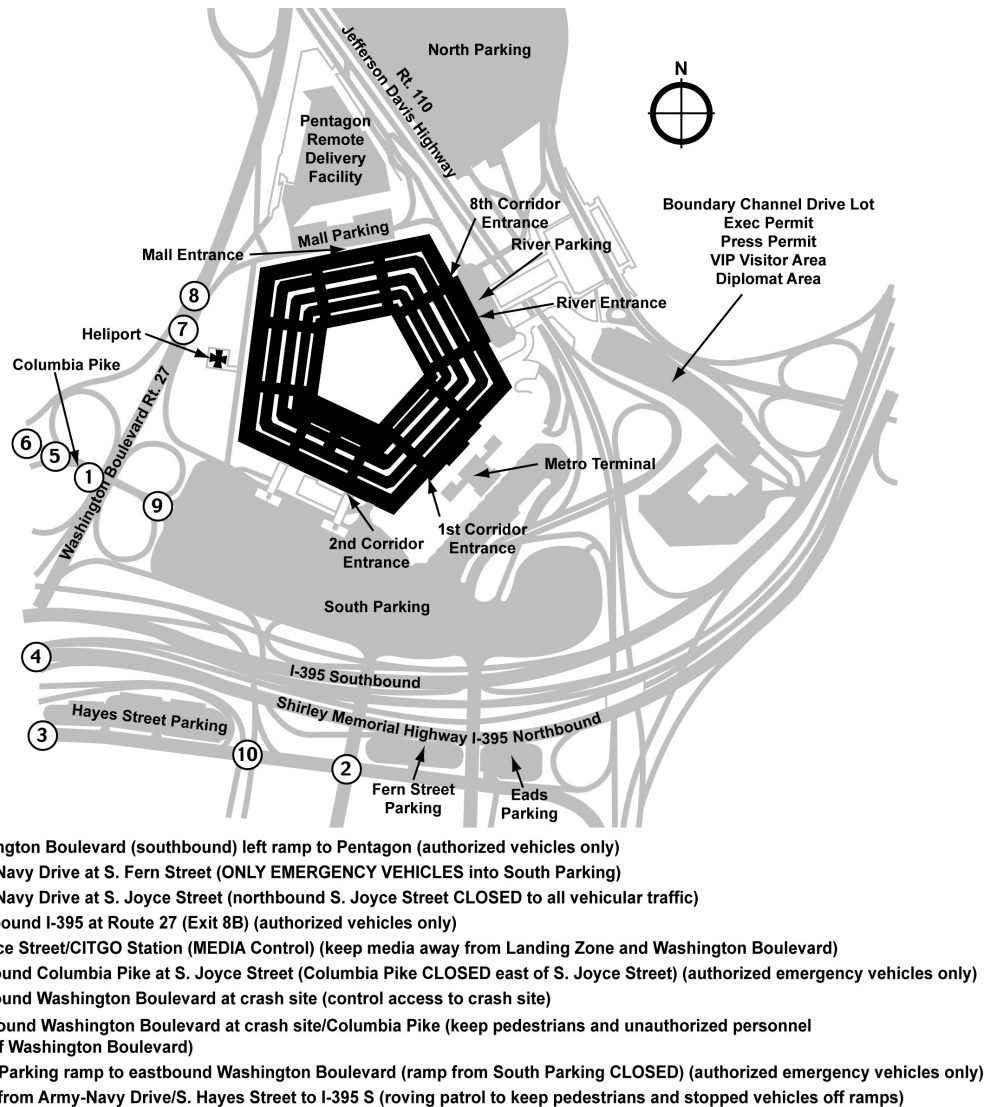 North Parking
Rt. 110
Jefferson Davis Highway
N
Pentagon
Remote
Delivery
Facility
8th Corridor
Entrance
Boundary Channel Drive Lot
Exec Permit
Press Permit
VIP Visitor Area
Diplomat Area
Mall Parking
River Parking
Mall Entrance
8
River Entrance
7
Heliport
Columbia Pike
Washington Boulevard Rt. 27
6
5
1
9
Metro Terminal
1st Corridor
Entrance
2nd Corridor
Entrance
South Parking
4
I-395 Southbound
Shirley Memorial Highway I-395 Northbound
Hayes Street Parking
3
10
2
Fern Street
Parking
Eads
Parking
Boulevard (southbound) left ramp to Pentagon (authorized vehicles only)
Navy Drive at S. Fern Street (ONLY EMERGENCY VEHICLES into South Parking)
Navy Drive at S. Joyce Street (northbound S. Joyce Street CLOSED to all vehicular traffic)
I-395 at Route 27 (Exit 8B) (authorized vehicles only)
Street/CITGO Station (MEDIA Control) (keep media away from Landing Zone and Washington Boulevard)
Columbia Pike at S. Joyce Street (Columbia Pike CLOSED east of S. Joyce Street) (authorized emergency vehicles only)
Washington Boulevard at crash site (control access to crash site)
Washington Boulevard at crash site/Columbia Pike (keep pedestrians and unauthorized personnel
Washington Boulevard)
Parking ramp to eastbound Washington Boulevard (ramp from South Parking CLOSED) (authorized emergency vehicles only)
from Army-Navy Drive/S. Hayes Street to I-395 S (roving patrol to keep pedestrians and stopped vehicles off ramps)